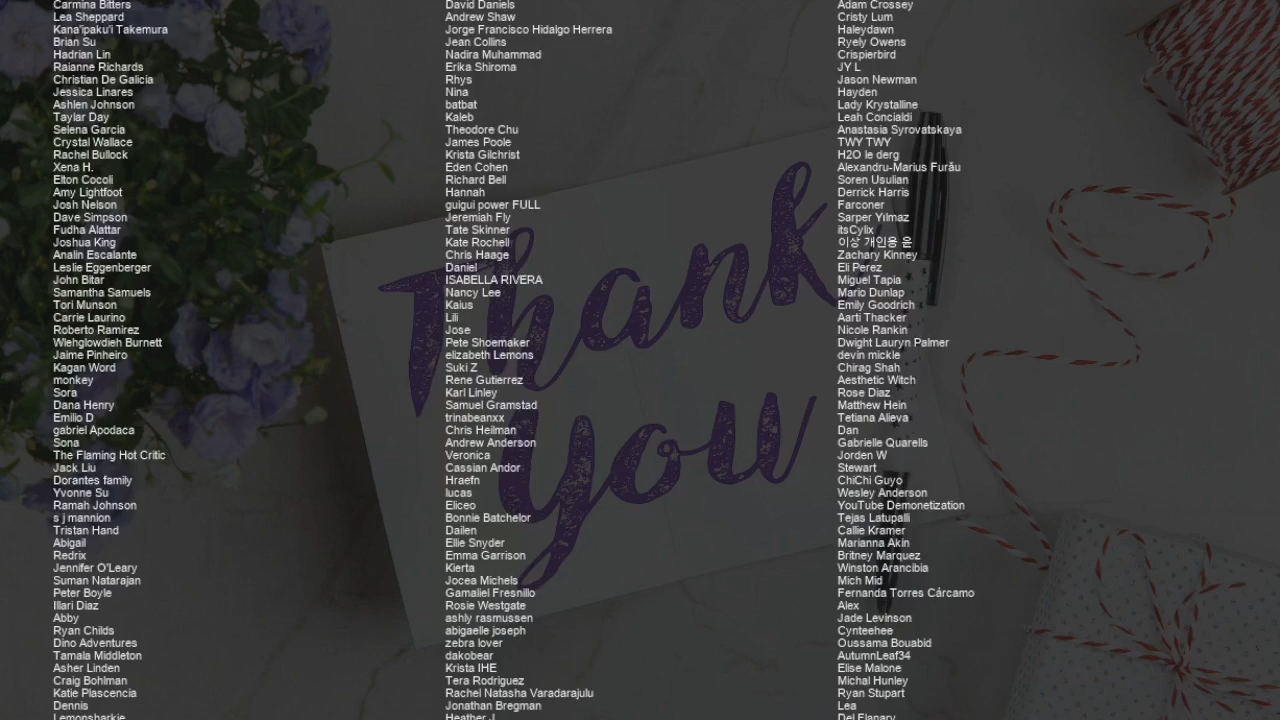 Carmina Bitters
Lea Sheppard
Kana'ipaku'i Takemura
Brian Su
Hadrian Lin
Raianne Richards
Christian De Galicia
Jessica Linares
Ashlen Johnson
Taylar Day
Selena Garcia
Crystal Wallace
Rachel Bullock
Xena H.
Elton Cocoli
Amy Lightfoot
Josh Nelson
Dave Simpson
Fudha Alattar
Joshua King
Analin Escalante
Leslie Eggenberger
John Bitar
Samantha Samuels
Tori Munson
Carrie Laurino
Roberto Ramirez
Wlehglowdieh Burnett
Jaime Pinheiro
Kagan Word
monkey
Sora
Dana Henry
Emilio D
gabriel Apodaca
Sona
The Flaming Hot Critic
Jack Liu
Dorantes family
Yvonne Su
Ramah Johnson
s j mannion
Tristan Hand
Abigail
Redrix
Jennifer O'Leary
Suman Natarajan
Peter Boyle
Illari Diaz
Abby
Ryan Childs
Dino Adventures
Tamala Middleton
Asher Linden
Craig Bohlman
Katie Plascencia
Dennis
Lemonsharkie
David Daniels
Andrew Shaw
Jorge Francisco Hidalgo Herrera
Jean Collins
Nadira Muhammad
Erika Shiroma
Rhys
Nina
batbat
Kaleb
Theodore Chu
James Poole
Krista Gilchrist
Eden Cohen
Richard Bell
Hannah
guigui power FULL
Jeremiah Fly
Tate Skinner
Kate Rochell
Chris Haage
Daniel
ISABELLA RIVERA
Nancy Lee
Kaius
Lili
Jose
Pete Shoemaker
elizabeth Lemons
Suki Z
Rene Gutierrez
Karl Linley
Samuel Gramstad
trinabeanxx
Chris Heilman
Andrew Anderson
Veronica
Cassian Andor
Hraefn
lucas
Eliceo
Bonnie Batchelor
Dailen
Ellie Snyder
Emma Garrison
Kierta
Jocea Michels
Gamaliel Fresnillo
Rosie Westgate
ashly rasmussen
abigaelle joseph
zebra lover
dakobear
Krista IHE
Tera Rodriguez
Rachel Natasha Varadarajulu
Jonathan Bregman
Heather J
Adam Crossey
Cristy Lum
Haleydawn
Ryely Owens
Crispierbird
JY L
Jason Newman
Hayden
Lady Krystalline
Leah Concialdi
Anastasia Syrovatskaya
TWY TWY
H2O le derg
Alexandru-Marius Furău
Soren Usulian
Derrick Harris
Farconer
Sarper Yılmaz
itsCylix
이상 개인용 윤
Zachary Kinney
Eli Perez
Miguel Tapia
Mario Dunlap
Emily Goodrich
Aarti Thacker
Nicole Rankin
Dwight Lauryn Palmer
devin mickle
Chirag Shah
Aesthetic Witch
Rose Diaz
Matthew Hein
Tetiana Alieva
Dan
Gabrielle Quarells
Jorden W
Stewart
ChiChi Guyo
Wesley Anderson
YouTube Demonetization
Tejas Latupalli
Callie Kramer
Marianna Akin
Britney Marquez
Winston Arancibia
Mich Mid
Fernanda Torres Cárcamo
Alex
Jade Levinson
Cynteehee
Oussama Bouabid
AutumnLeaf34
Elise Malone
Michal Hunley
Ryan Stupart
Lea
Del Flanary
Thank
you